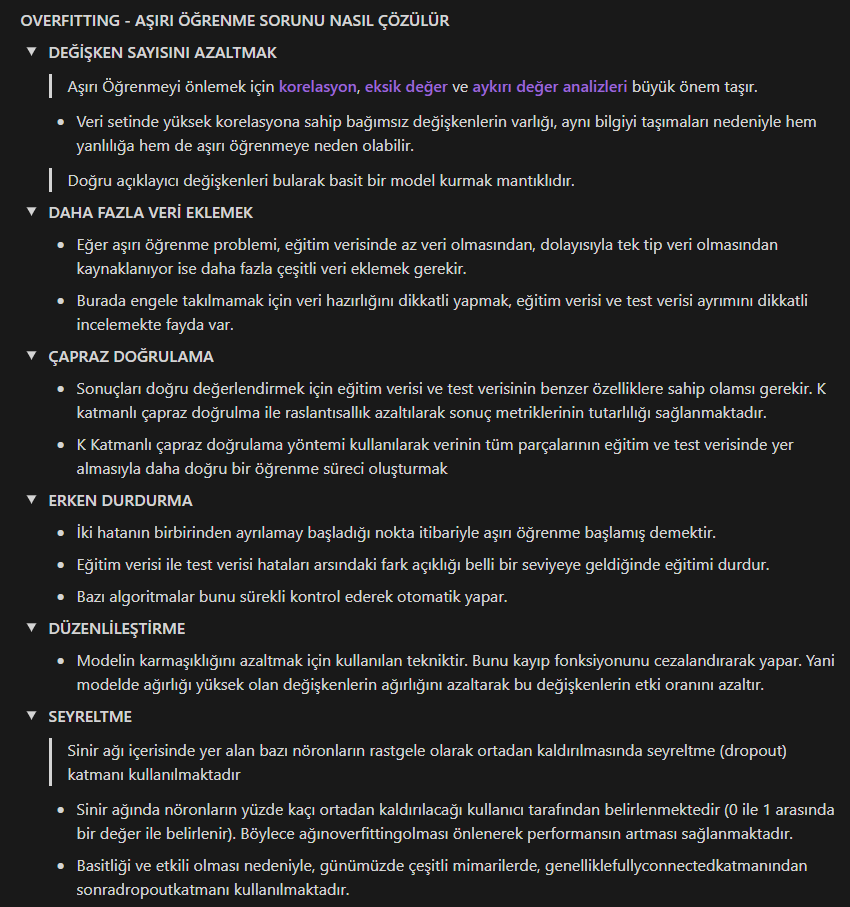 OVERFITTING - AŞIRI ÖĞRENME SORUNU NASIL ÇÖZÜLÜR
DEĞİŞKEN SAYISINI AZALTMAK
Aşırı Öğrenmeyi önlemek için korelasyon, eksik değer ve aykırı değer analizleri büyük önem taşır.
Veri setinde yüksek korelasyona sahip bağımsız değişkenlerin varlığı, aynı bilgiyi taşımaları nedeniyle hem
yanlılığa hem de aşırı öğrenmeye neden olabilir.
Doğru açıklayıcı değişkenleri bularak basit bir model kurmak mantıklıdır.
DAHA FAZLA VERİ EKLEMEK
Eğer aşırı öğrenme problemi, eğitim verisinde az veri olmasından, dolayısıyla tek tip veri olmasından
kaynaklanıyor ise daha fazla çeşitli veri eklemek gerekir.
Burada engele takılmamak için veri hazırlığını dikkatli yapmak, eğitim verisi ve test verisi ayrımını dikkatli
incelemekte fayda var.
ÇAPRAZ DOĞRULAMA
Sonuçları doğru değerlendirmek için eğitim verisi ve test verisinin benzer özelliklere sahip olamsı gerekir. K
katmanlı çapraz doğrulma ile raslantısallık azaltılarak sonuç metriklerinin tutarlılığı sağlanmaktadır.
K Katmanlı çapraz doğrulama yöntemi kullanılarak verinin tüm parçalarının eğitim ve test verisinde yer
almasıyla daha doğru bir öğrenme süreci oluşturmak
ERKEN DURDURMA
İki hatanın birbirinden ayrılamay başladığı nokta itibariyle aşırı öğrenme başlamış demektir.
Eğitim verisi ile test verisi hataları arsındaki fark açıklığı belli bir seviyeye geldiğinde eğitimi durdur.
Bazı algoritmalar bunu sürekli kontrol ederek otomatik yapar.
DÜZENLİLEŞTİRME
Modelin karmaşıklığını azaltmak için kullanılan tekniktir. Bunu kayıp fonksiyonunu cezalandırarak yapar. Yani
modelde ağırlığı yüksek olan değişkenlerin ağırlığını azaltarak bu değişkenlerin etki oranını azaltır.
SEYRELTME
Sinir ağı içerisinde yer alan bazı nöronların rastgele olarak ortadan kaldırılmasında seyreltme (dropout)
katmanı kullanılmaktadır
Sinir ağında nöronların yüzde kaçı ortadan kaldırılacağı kullanıcı tarafından belirlenmektedir (0 ile 1 arasında
bir değer ile belirlenir). Böylece ağınoverfittingolması önlenerek performansın artması sağlanmaktadır.
Basitliği ve etkili olması nedeniyle, günümüzde çeşitli mimarilerde, genelliklefullyconnectedkatmanından
sonradropoutkatmanı kullanılmaktadır.